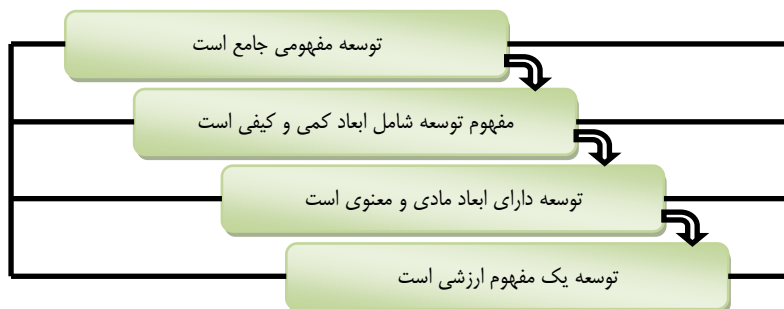 توسعه مفهومی جامع است
مفهوم توسعه شامل ابعاد کمی و کیفی است
توسعه دارای ابعاد مادی و معنوی است
توسعه یک مفهوم ارزشی است